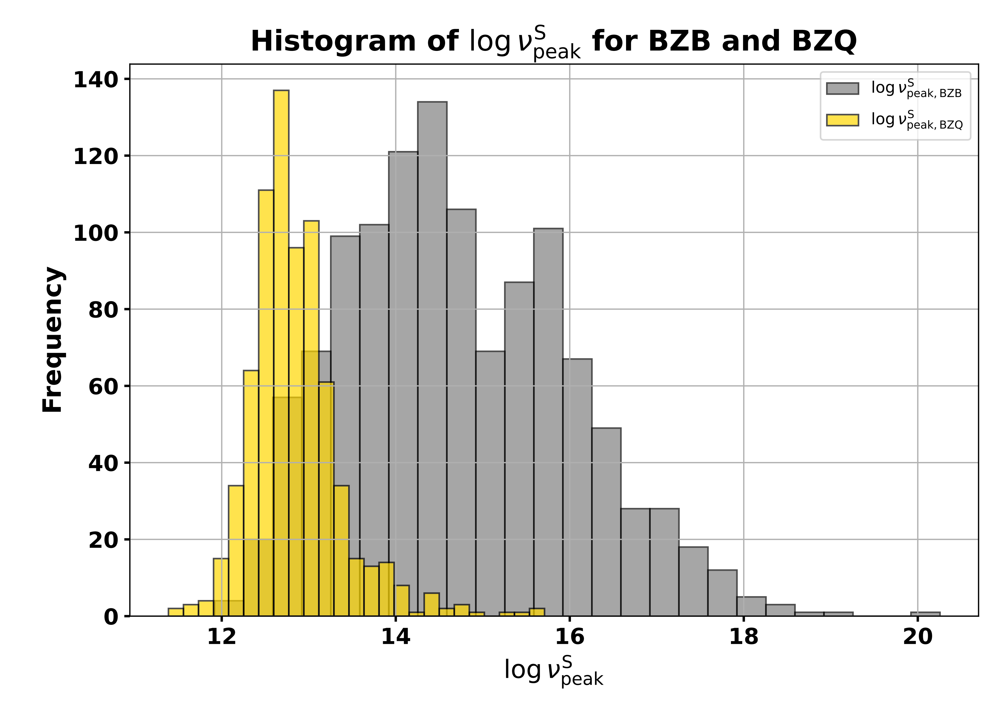 Histogram of log ν^S_peak for BZB and BZQ
log ν^S_peak, BZB
log ν^S_peak, BZQ
Frequency
140
120
100
80
60
40
20
0
12 14 16 18 20
log ν^S_peak